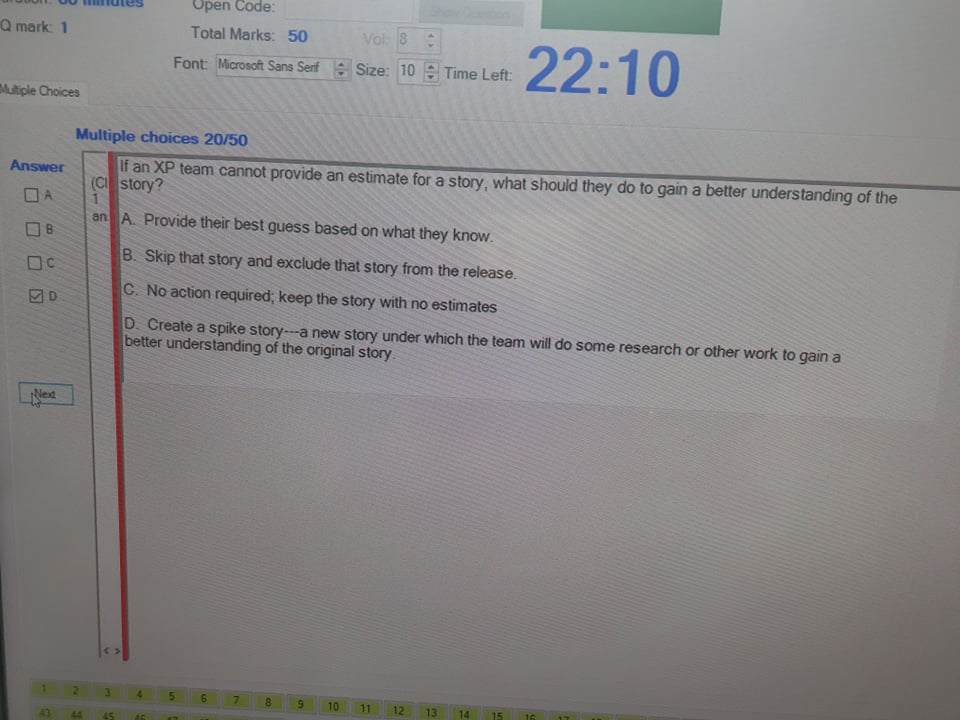 60 minutes
Open Code:
Show Question
Q mark: 1
Total Marks: 50
Vol: 8
Font: Microsoft Sans Serif
Size: 10
Time Left: 22:10
Multiple Choices
Multiple choices 20/50
Answer
A
B
C
D
Next
(Cl
1
an
If an XP team cannot provide an estimate for a story, what should they do to gain a better understanding of the
story?
A. Provide their best guess based on what they know.
B. Skip that story and exclude that story from the release.
C. No action required; keep the story with no estimates
D. Create a spike story---a new story under which the team will do some research or other work to gain a
better understanding of the original story.
< >
1 2 3 4 5 6 7 8 9 10 11 12 13 14 15 16 17
43 44 45 46